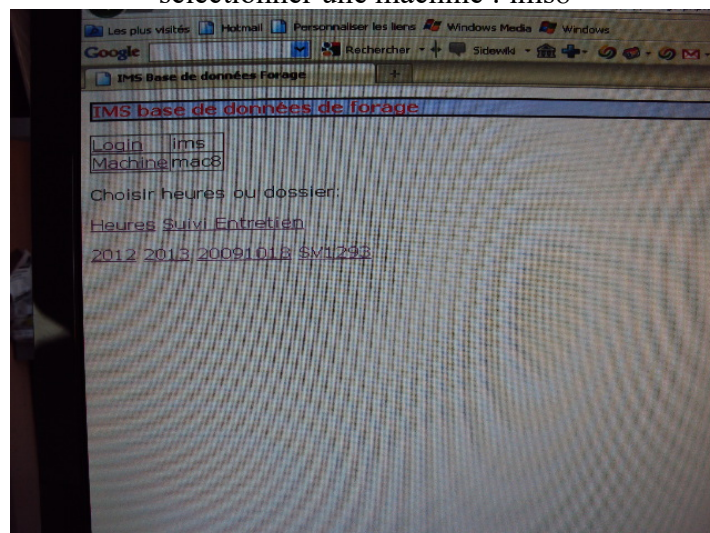 sélectionner une machine : ims8
Les plus visités Hotmail Personnaliser les liens Windows Media Windows
Google Rechercher Sidewiki
IMS Base de données Forage
IMS base de données de forage
Login ims
Machine mac8
Choisir heures ou dossier:
Heures Suivi Entretien
2012 2013 20091018 SV1293